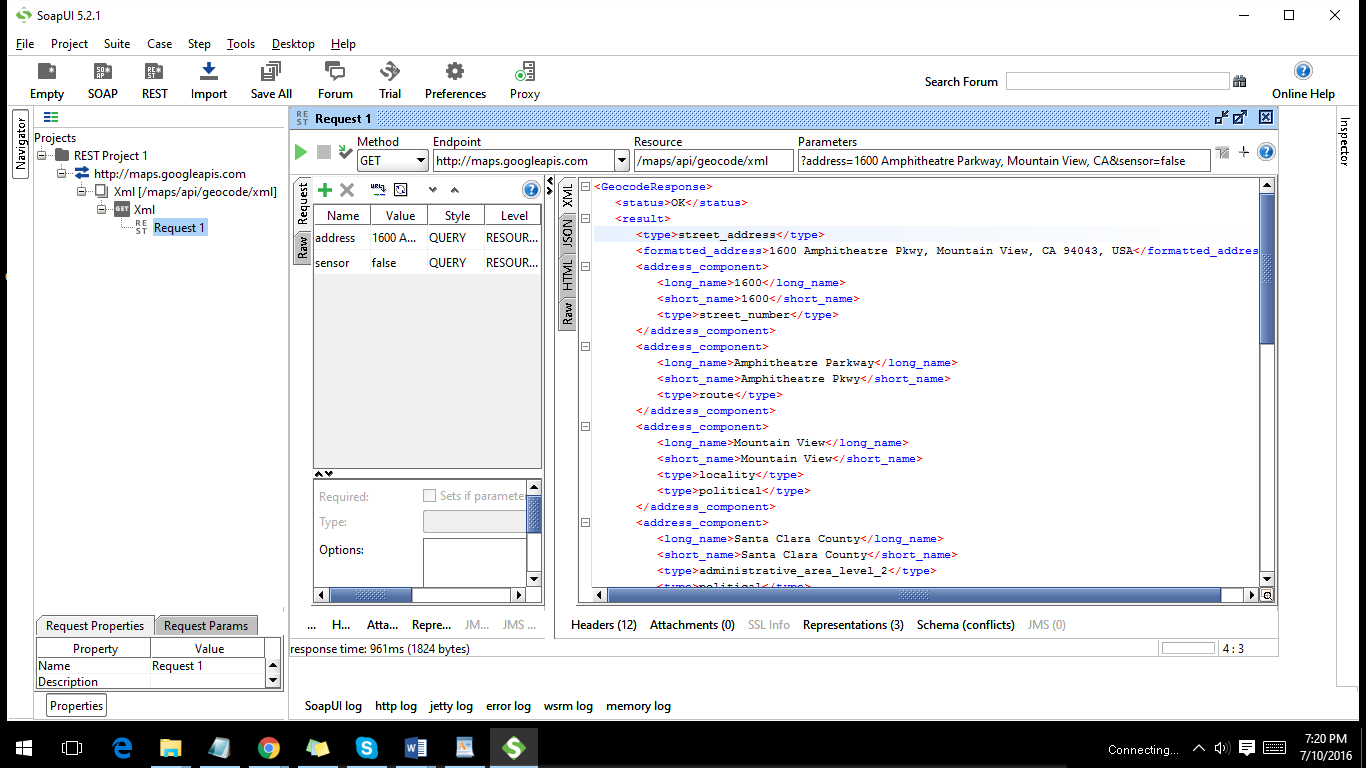 SoapUI 5.2.1
File Project Suite Case Step Tools Desktop Help
Empty SOAP REST Import Save All Forum Trial Preferences Proxy Search Forum Online Help
Navigator
Projects
REST Project 1
http://maps.googleapis.com
Xml [/maps/api/geocode/xml]
GET Xml
REST Request 1
Request Properties Request Params
Property Value
Name Request 1
Description
Properties
REST Request 1
Method Endpoint Resource Parameters
GET http://maps.googleapis.com /maps/api/geocode/xml ?address=1600 Amphitheatre Parkway, Mountain View, CA&sensor=false
Request
Raw
Name Value Style Level
address 1600 A... QUERY RESOUR...
sensor false QUERY RESOUR...
Required: Sets if paramete
Type:
Options:
... H... Atta... Repre... JM... JMS ...
XML
JSON
HTML
Raw
<GeocodeResponse>
<status>OK</status>
<result>
<type>street_address</type>
<formatted_address>1600 Amphitheatre Pkwy, Mountain View, CA 94043, USA</formatted_addres
<address_component>
<long_name>1600</long_name>
<short_name>1600</short_name>
<type>street_number</type>
</address_component>
<address_component>
<long_name>Amphitheatre Parkway</long_name>
<short_name>Amphitheatre Pkwy</short_name>
<type>route</type>
</address_component>
<address_component>
<long_name>Mountain View</long_name>
<short_name>Mountain View</short_name>
<type>locality</type>
<type>political</type>
</address_component>
<address_component>
<long_name>Santa Clara County</long_name>
<short_name>Santa Clara County</short_name>
<type>administrative_area_level_2</type>
<type>political</type>
Headers (12) Attachments (0) SSL Info Representations (3) Schema (conflicts) JMS (0)
response time: 961ms (1824 bytes) 4 : 3
Inspector
SoapUI log http log jetty log error log wsrm log memory log
Connecting... 7:20 PM
7/10/2016